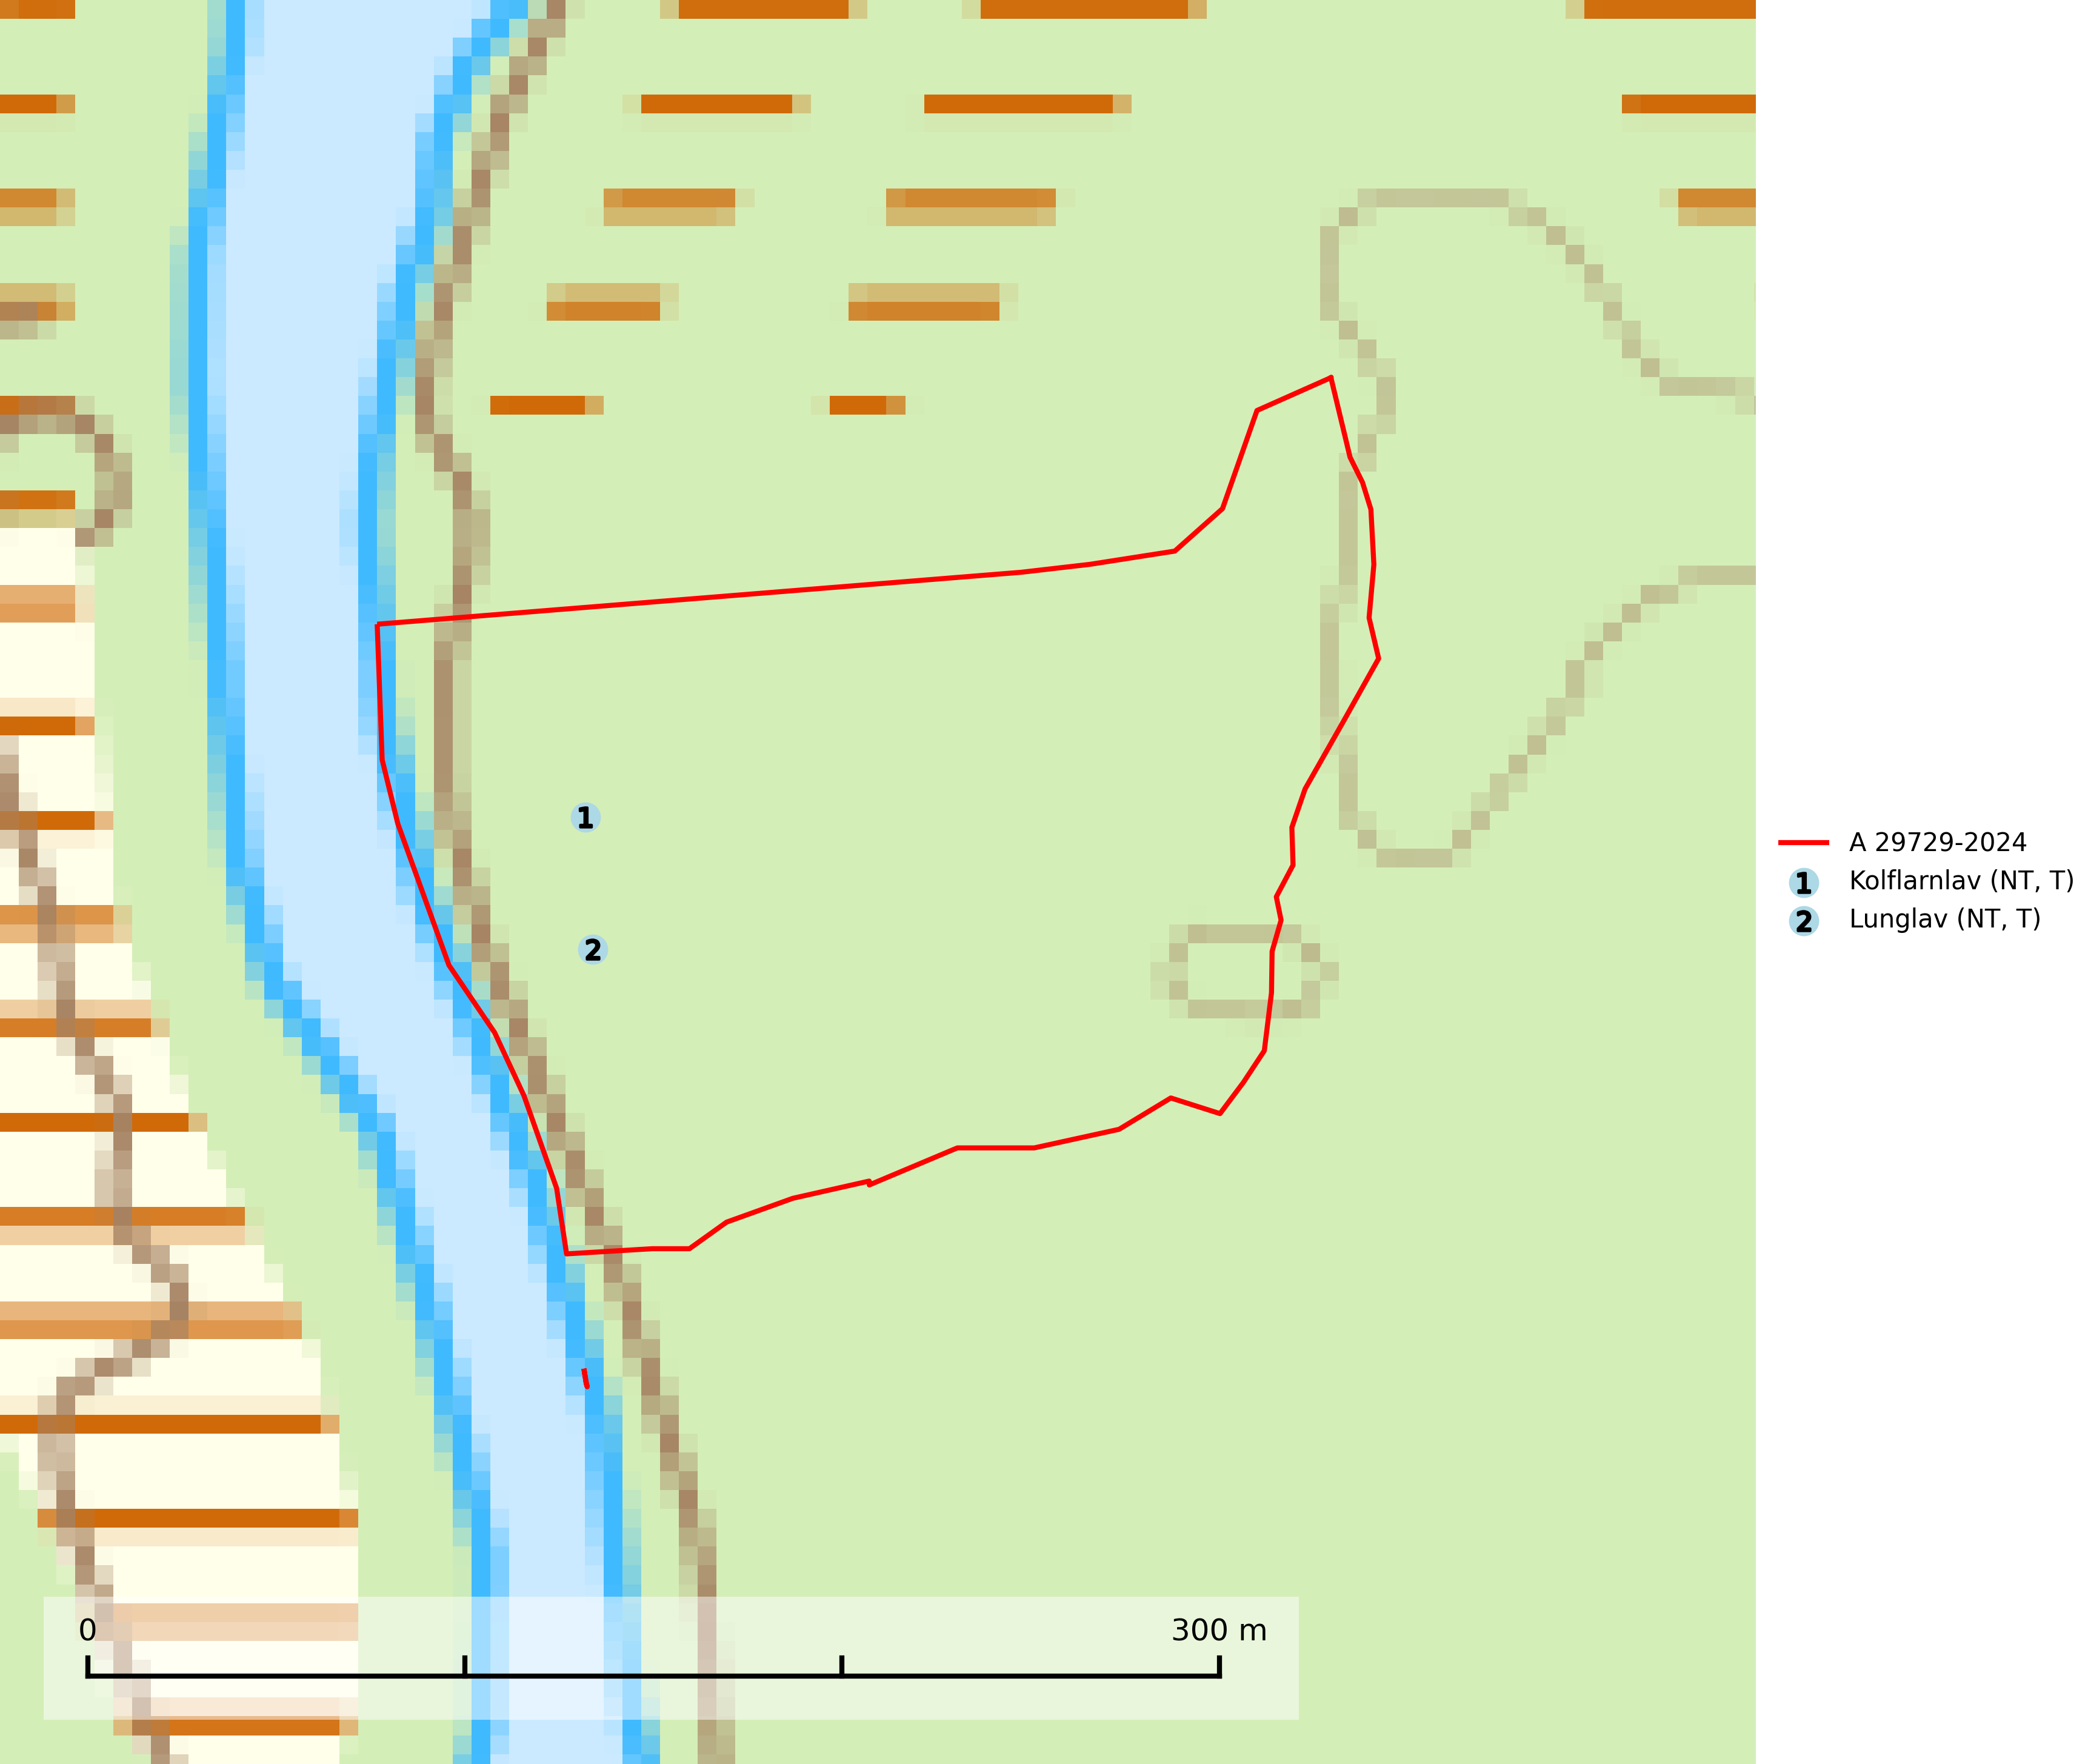 1
2
A 29729-2024
1 Kolflarnlav (NT, T)
2 Lunglav (NT, T)
0 300 m